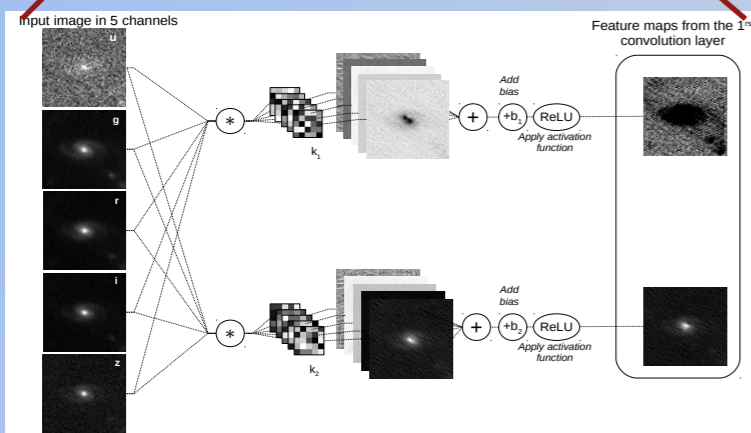 Input image in 5 channels
u
g
r
i
z
*
k1
+
Add
bias
+b1
ReLU
Apply activation
function
*
k2
+
Add
bias
+b2
ReLU
Apply activation
function
Feature maps from the 1rs
convolution layer